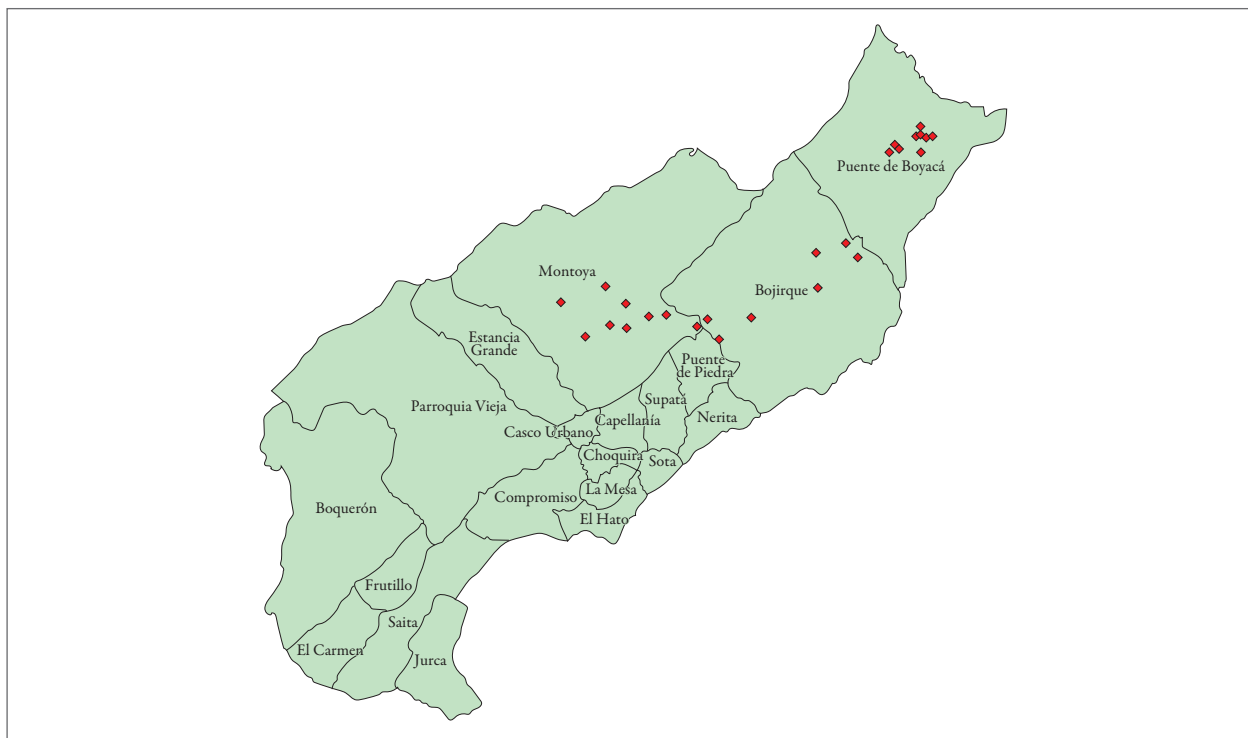 Puente de Boyacá
Montoya
Bojirque
Estancia
Grande
Puente
de Piedra
Parroquia Vieja
Supatá
Capellanía
Nerita
Casco Urbano
Choquira
Sota
La Mesa
Compromiso
Boquerón
El Hato
Frutillo
Saita
El Carmen
Jurca